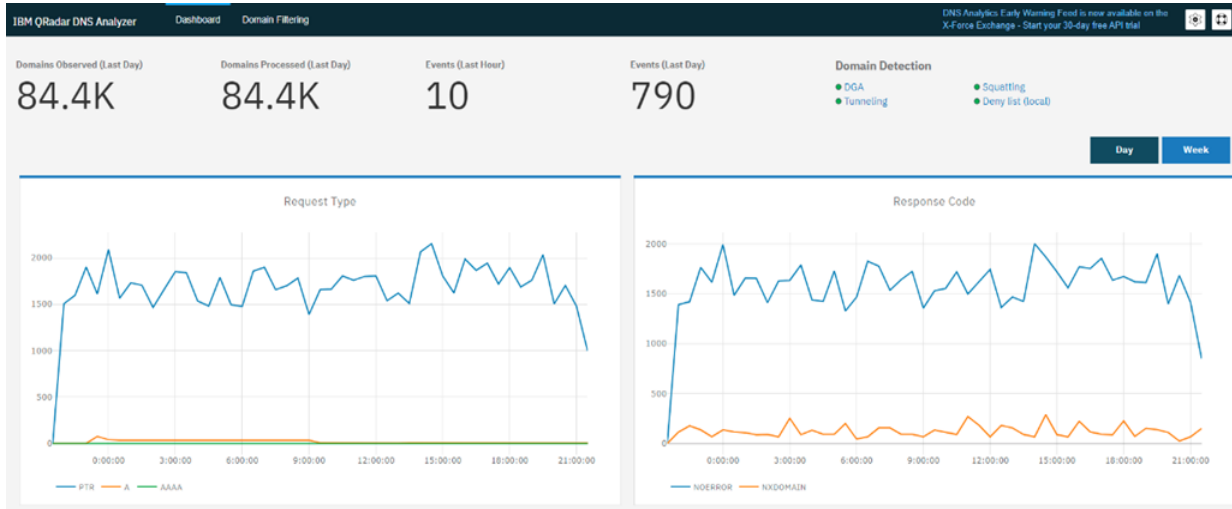 IBM QRadar DNS Analyzer
Dashboard
Domain Filtering
DNS Analytics Early Warning Feed is now available on the
X-Force Exchange - Start your 30-day free API trial
Domains Observed (Last Day)
84.4K
Domains Processed (Last Day)
84.4K
Events (Last Hour)
10
Events (Last Day)
790
Domain Detection
DGA
Squatting
Tunneling
Deny list (local)
Day
Week
Request Type
2000
1500
1000
500
0
0:00:00 3:00:00 6:00:00 9:00:00 12:00:00 15:00:00 18:00:00 21:00:00
PTR A AAAA
Response Code
2000
1500
1000
500
0
0:00:00 3:00:00 6:00:00 9:00:00 12:00:00 15:00:00 18:00:00 21:00:00
NOERROR NXDOMAIN